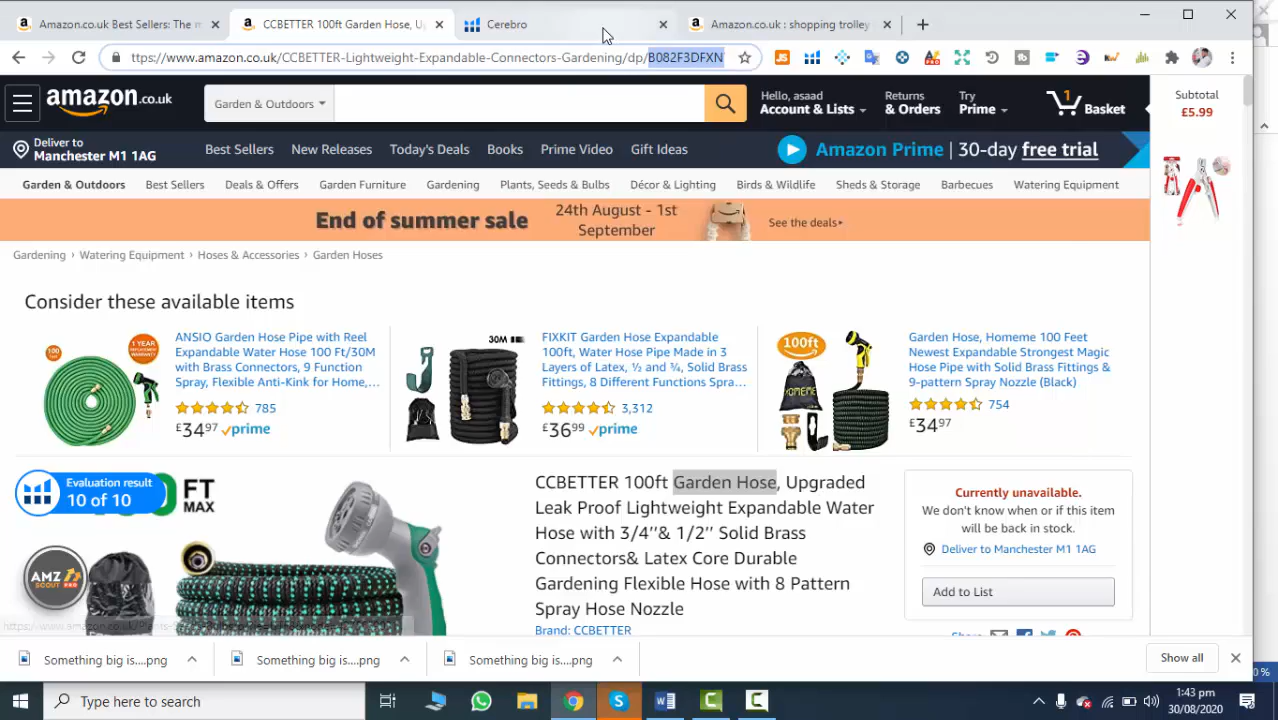 Amazon.co.uk Best Sellers: The m
CCBETTER 100ft Garden Hose, U
Cerebro
Amazon.co.uk : shopping trolley
ttps://www.amazon.co.uk/CCBETTER-Lightweight-Expandable-Connectors-Gardening/dp/B082F3DFXN
amazon.co.uk
Garden & Outdoors
Hello, asaad
Account & Lists
Returns
& Orders
Try
Prime
1
Basket
Subtotal
£5.99
Deliver to
Manchester M1 1AG
Best Sellers
New Releases
Today's Deals
Books
Prime Video
Gift Ideas
Amazon Prime | 30-day free trial
Garden & Outdoors
Best Sellers
Deals & Offers
Garden Furniture
Gardening
Plants, Seeds & Bulbs
Décor & Lighting
Birds & Wildlife
Sheds & Storage
Barbecues
Watering Equipment
End of summer sale
24th August - 1st
September
See the deals▸
Gardening › Watering Equipment › Hoses & Accessories › Garden Hoses
Consider these available items
ANSIO Garden Hose Pipe with Reel
Expandable Water Hose 100 Ft/30M
with Brass Connectors, 9 Function
Spray, Flexible Anti-Kink for Home,...
785
£34 97 prime
30M
FIXKIT Garden Hose Expandable
100ft, Water Hose Pipe Made in 3
Layers of Latex, ½ and ¾, Solid Brass
Fittings, 8 Different Functions Spra...
3,312
£36 99 prime
100ft
HOMEME
Garden Hose, Homeme 100 Feet
Newest Expandable Strongest Magic
Hose Pipe with Solid Brass Fittings &
9-pattern Spray Nozzle (Black)
754
£34 97
Evaluation result
10 of 10
FT
MAX
AMZ
SCOUT
PRO
CCBETTER 100ft Garden Hose, Upgraded
Leak Proof Lightweight Expandable Water
Hose with 3/4''& 1/2'' Solid Brass
Connectors& Latex Core Durable
Gardening Flexible Hose with 8 Pattern
Spray Hose Nozzle
Brand: CCBETTER
Currently unavailable.
We don't know when or if this item
will be back in stock.
Deliver to Manchester M1 1AG
Add to List
Share
Something big is....png
Something big is....png
Something big is....png
Show all
0 %
Type here to search
1:43 pm
30/08/2020